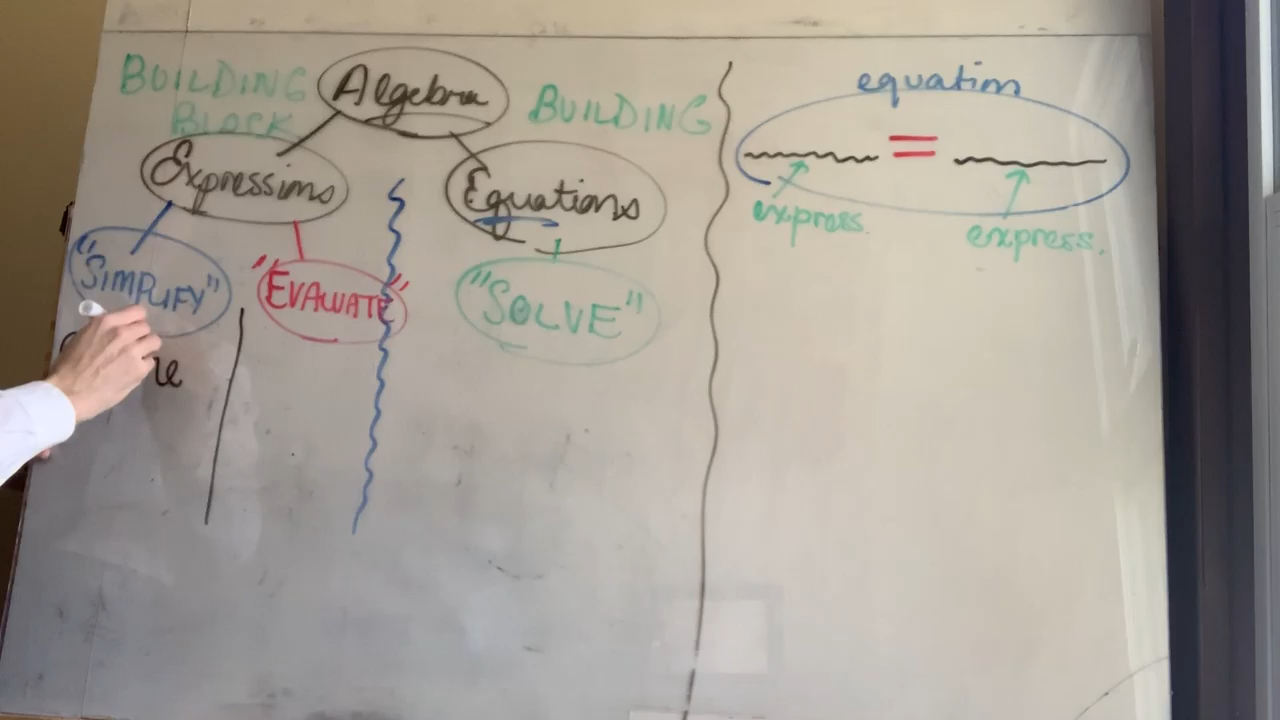 BUILDING
BLOCK
Algebra
BUILDING
Expressions
Equations
"SIMPLIFY"
"EVALUATE"
"SOLVE"
equation
=
express.
express.